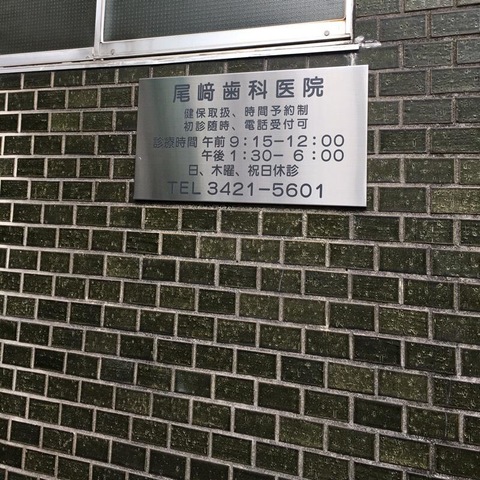 尾﨑歯科医院
健保取扱、時間予約制
初診随時、電話受付可
診療時間 午前 9:15-12:00
午後 1:30- 6:00
日、木曜、祝日休診
TEL 3421-5601